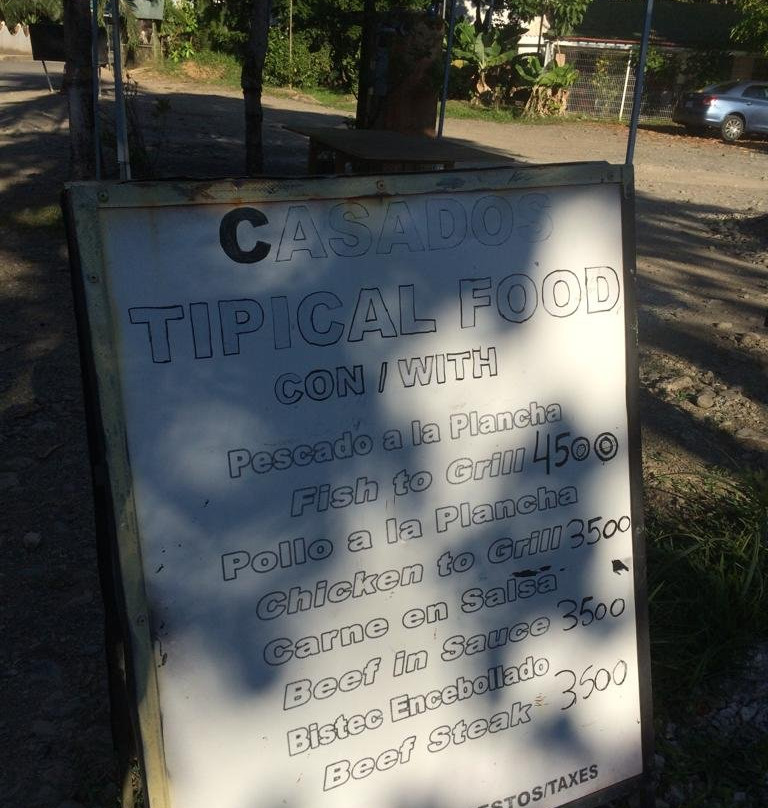 CASADOS
TIPICAL FOOD
CON / WITH
Pescado a la Plancha
Fish to Grill 4500
Pollo a la Plancha
Chicken to Grill 3500
Carne en Salsa
Beef in Sauce 3500
Bistec Encebollado
Beef Steak 3500
ESTOS/TAXES